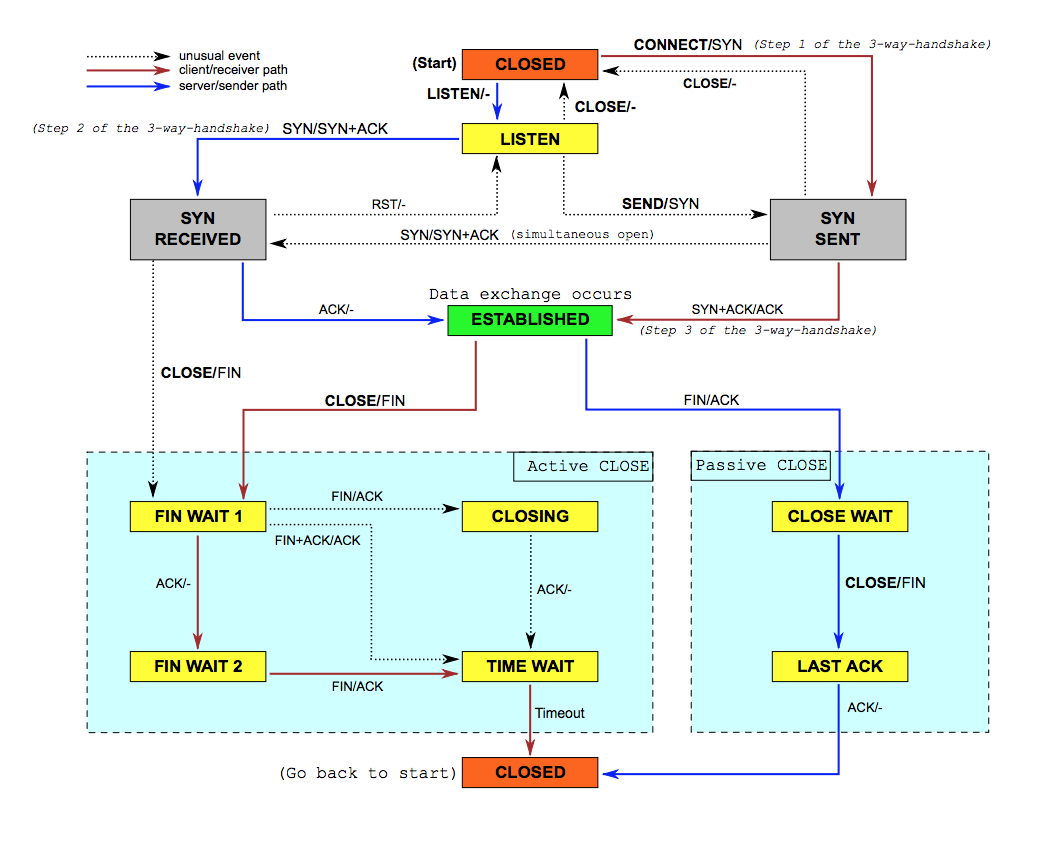 unusual event
client/receiver path
server/sender path
(Start)
CLOSED
CONNECT/SYN (Step 1 of the 3-way-handshake)
CLOSE/-
LISTEN/-
CLOSE/-
(Step 2 of the 3-way-handshake) SYN/SYN+ACK
LISTEN
RST/-
SEND/SYN
SYN
RECEIVED
SYN
SENT
SYN/SYN+ACK (simultaneous open)
Data exchange occurs
ACK/-
ESTABLISHED
SYN+ACK/ACK
(Step 3 of the 3-way-handshake)
CLOSE/FIN
CLOSE/FIN
FIN/ACK
Active CLOSE
Passive CLOSE
FIN WAIT 1
FIN/ACK
CLOSING
CLOSE WAIT
FIN+ACK/ACK
ACK/-
ACK/-
CLOSE/FIN
FIN WAIT 2
FIN/ACK
TIME WAIT
LAST ACK
Timeout
ACK/-
(Go back to start)
CLOSED